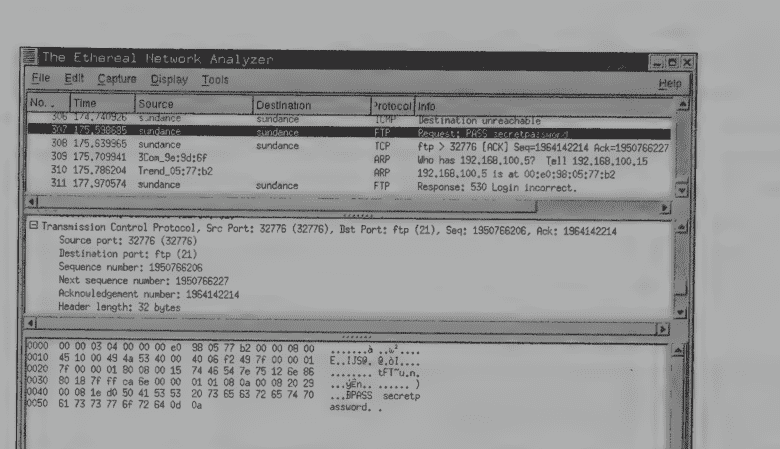 The Ethereal Network Analyzer
File Edit Capture Display Tools Help
No. . Time Source Destination Protocol Info
306 174.740926 sundance sundance ICMP Destination unreachable
307 175.598685 sundance sundance FTP Request: PASS secretpassword
308 175.639965 sundance sundance TCP ftp > 32776 [ACK] Seq=1964142214 Ack=1950766227
309 175.709941 3Com_9e:9d:6f ARP Who has 192.168.100.5? Tell 192.168.100.15
310 175.786204 Trend_05:77:b2 ARP 192.168.100.5 is at 00:e0:98:05:77:b2
311 177.970574 sundance sundance FTP Response: 530 Login incorrect.
Transmission Control Protocol, Src Port: 32776 (32776), Dst Port: ftp (21), Seq: 1950766206, Ack: 1964142214
Source port: 32776 (32776)
Destination port: ftp (21)
Sequence number: 1950766206
Next sequence number: 1950766227
Acknowledgement number: 1964142214
Header length: 32 bytes
0000 00 00 03 04 00 00 00 e0 98 05 77 b2 00 00 08 00 .......à ..w²....
0010 45 10 00 49 4a 53 40 00 40 06 f2 49 7f 00 00 01 E..IJS@. @.òI....
0020 7f 00 00 01 80 08 00 15 74 46 54 7e 75 12 6e 86 ........ tFT~u.n.
0030 80 18 7f ff ca 6e 00 00 01 01 08 0a 00 08 20 29 ...ÿÊn.. ...... )
0040 00 08 1e d0 50 41 53 53 20 73 65 63 72 65 74 70 ...ÐPASS secretp
0050 61 73 73 77 6f 72 64 0d 0a assword. .